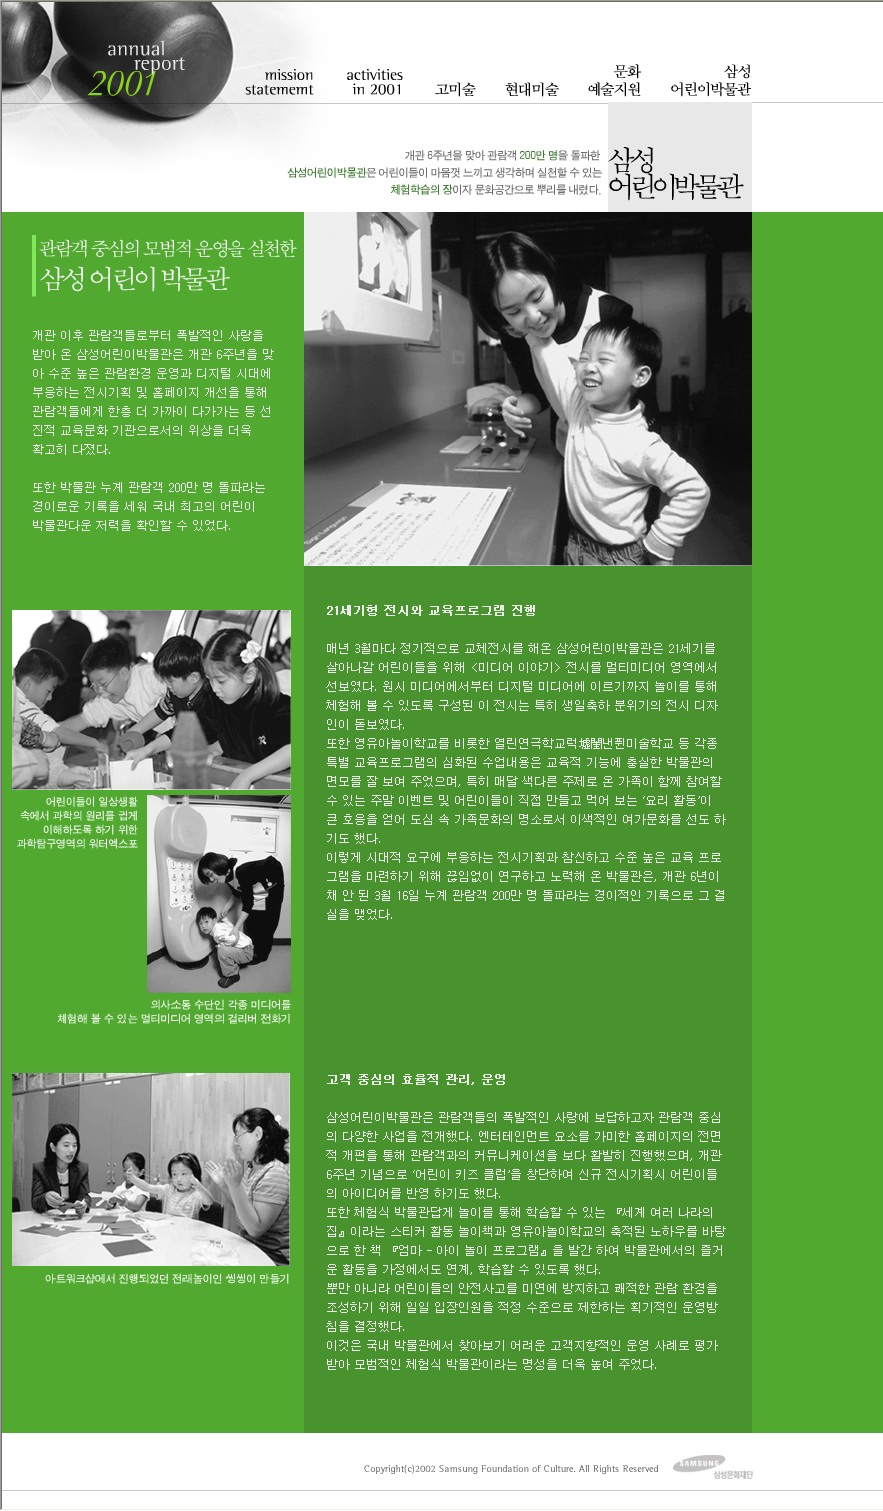 annual
report
2001
mission
statememt
activities
in 2001
고미술
현대미술
문화
예술지원
삼성
어린이박물관
개관 6주년을 맞아 관람객 200만 명을 돌파한
삼성어린이박물관은 어린이들이 마음껏 느끼고 생각하며 실천할 수 있는
체험학습의 장이자 문화공간으로 뿌리를 내렸다.
삼성
어린이박물관
관람객 중심의 모범적 운영을 실천한
삼성 어린이 박물관
개관 이후 관람객들로부터 폭발적인 사랑을
받아 온 삼성어린이박물관은 개관 6주년을 맞
아 수준 높은 관람환경 운영과 디지털 시대에
부응하는 전시기획 및 홈페이지 개선을 통해
관람객들에게 한층 더 가까이 다가가는 등 선
진적 교육문화 기관으로서의 위상을 더욱
확고히 다졌다.
또한 박물관 누계 관람객 200만 명 돌파라는
경이로운 기록을 세워 국내 최고의 어린이
박물관다운 저력을 확인할 수 있었다.
Sign Language
21세기형 전시와 교육프로그램 진행
매년 3월마다 정기적으로 교체전시를 해온 삼성어린이박물관은 21세기를
살아나갈 어린이들을 위해 <미디어 이야기> 전시를 멀티미디어 영역에서
선보였다. 원시 미디어에서부터 디지털 미디어에 이르기까지 놀이를 통해
체험해 볼 수 있도록 구성된 이 전시는 특히 생일축하 분위기의 전시 디자
인이 돋보였다.
또한 영유아놀이학교를 비롯한 열린연극학교럭墟闉낸퓐미술학교 등 각종
특별 교육프로그램의 심화된 수업내용은 교육적 기능에 충실한 박물관의
면모를 잘 보여 주었으며, 특히 매달 색다른 주제로 온 가족이 함께 참여할
수 있는 주말 이벤트 및 어린이들이 직접 만들고 먹어 보는 '요리 활동'이
큰 호응을 얻어 도심 속 가족문화의 명소로서 이색적인 여가문화를 선도 하
기도 했다.
이렇게 시대적 요구에 부응하는 전시기획과 참신하고 수준 높은 교육 프로
그램을 마련하기 위해 끊임없이 연구하고 노력해 온 박물관은, 개관 6년이
채 안 된 3월 16일 누계 관람객 200만 명 돌파라는 경이적인 기록으로 그 결
실을 맺었다.
어린이들이 일상생활
속에서 과학의 원리를 쉽게
이해하도록 하기 위한
과학탐구영역의 워터엑스포
의사소통 수단인 각종 미디어를
체험해 볼 수 있는 멀티미디어 영역의 걸리버 전화기
고객 중심의 효율적 관리, 운영
삼성어린이박물관은 관람객들의 폭발적인 사랑에 보답하고자 관람객 중심
의 다양한 사업을 전개했다. 엔터테인먼트 요소를 가미한 홈페이지의 전면
적 개편을 통해 관람객과의 커뮤니케이션을 보다 활발히 진행했으며, 개관
6주년 기념으로 '어린이 키즈 클럽'을 창단하여 신규 전시기획시 어린이들
의 아이디어를 반영 하기도 했다.
또한 체험식 박물관답게 놀이를 통해 학습할 수 있는 『세계 여러 나라의
집』이라는 스티커 활동 놀이책과 영유아놀이학교의 축적된 노하우를 바탕
으로 한 책 『엄마 - 아이 놀이 프로그램』을 발간 하여 박물관에서의 즐거
운 활동을 가정에서도 연계, 학습할 수 있도록 했다.
뿐만 아니라 어린이들의 안전사고를 미연에 방지하고 쾌적한 관람 환경을
조성하기 위해 일일 입장인원을 적정 수준으로 제한하는 획기적인 운영방
침을 결정했다.
이것은 국내 박물관에서 찾아보기 어려운 고객지향적인 운영 사례로 평가
받아 모범적인 체험식 박물관이라는 명성을 더욱 높여 주었다.
아트워크샵에서 진행되었던 전래놀이인 씽씽이 만들기
Copyright(c)2002 Samsung Foundation of Culture. All Rights Reserved
SAMSUNG
삼성문화재단